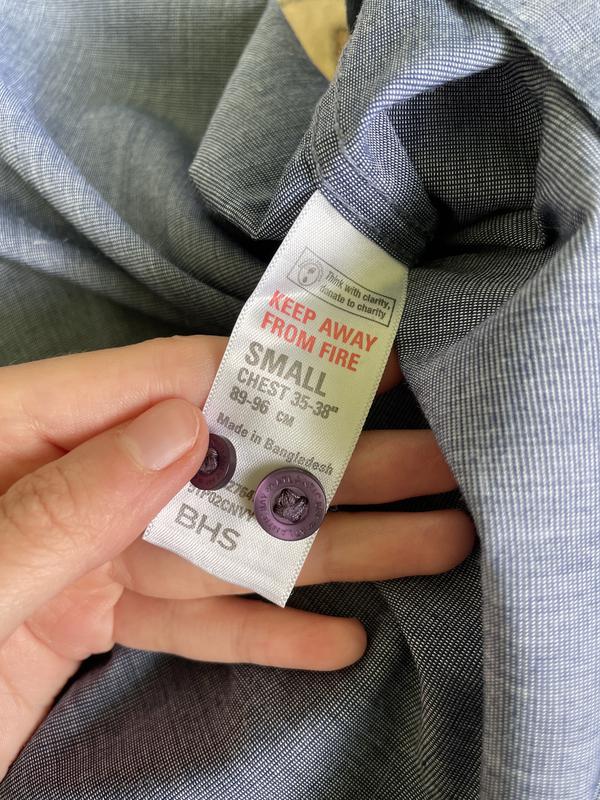 Think with clarity,
donate to charity
KEEP AWAY
FROM FIRE
SMALL
CHEST 35-38"
89-96 CM
Made in Bangladesh
2764
BHS